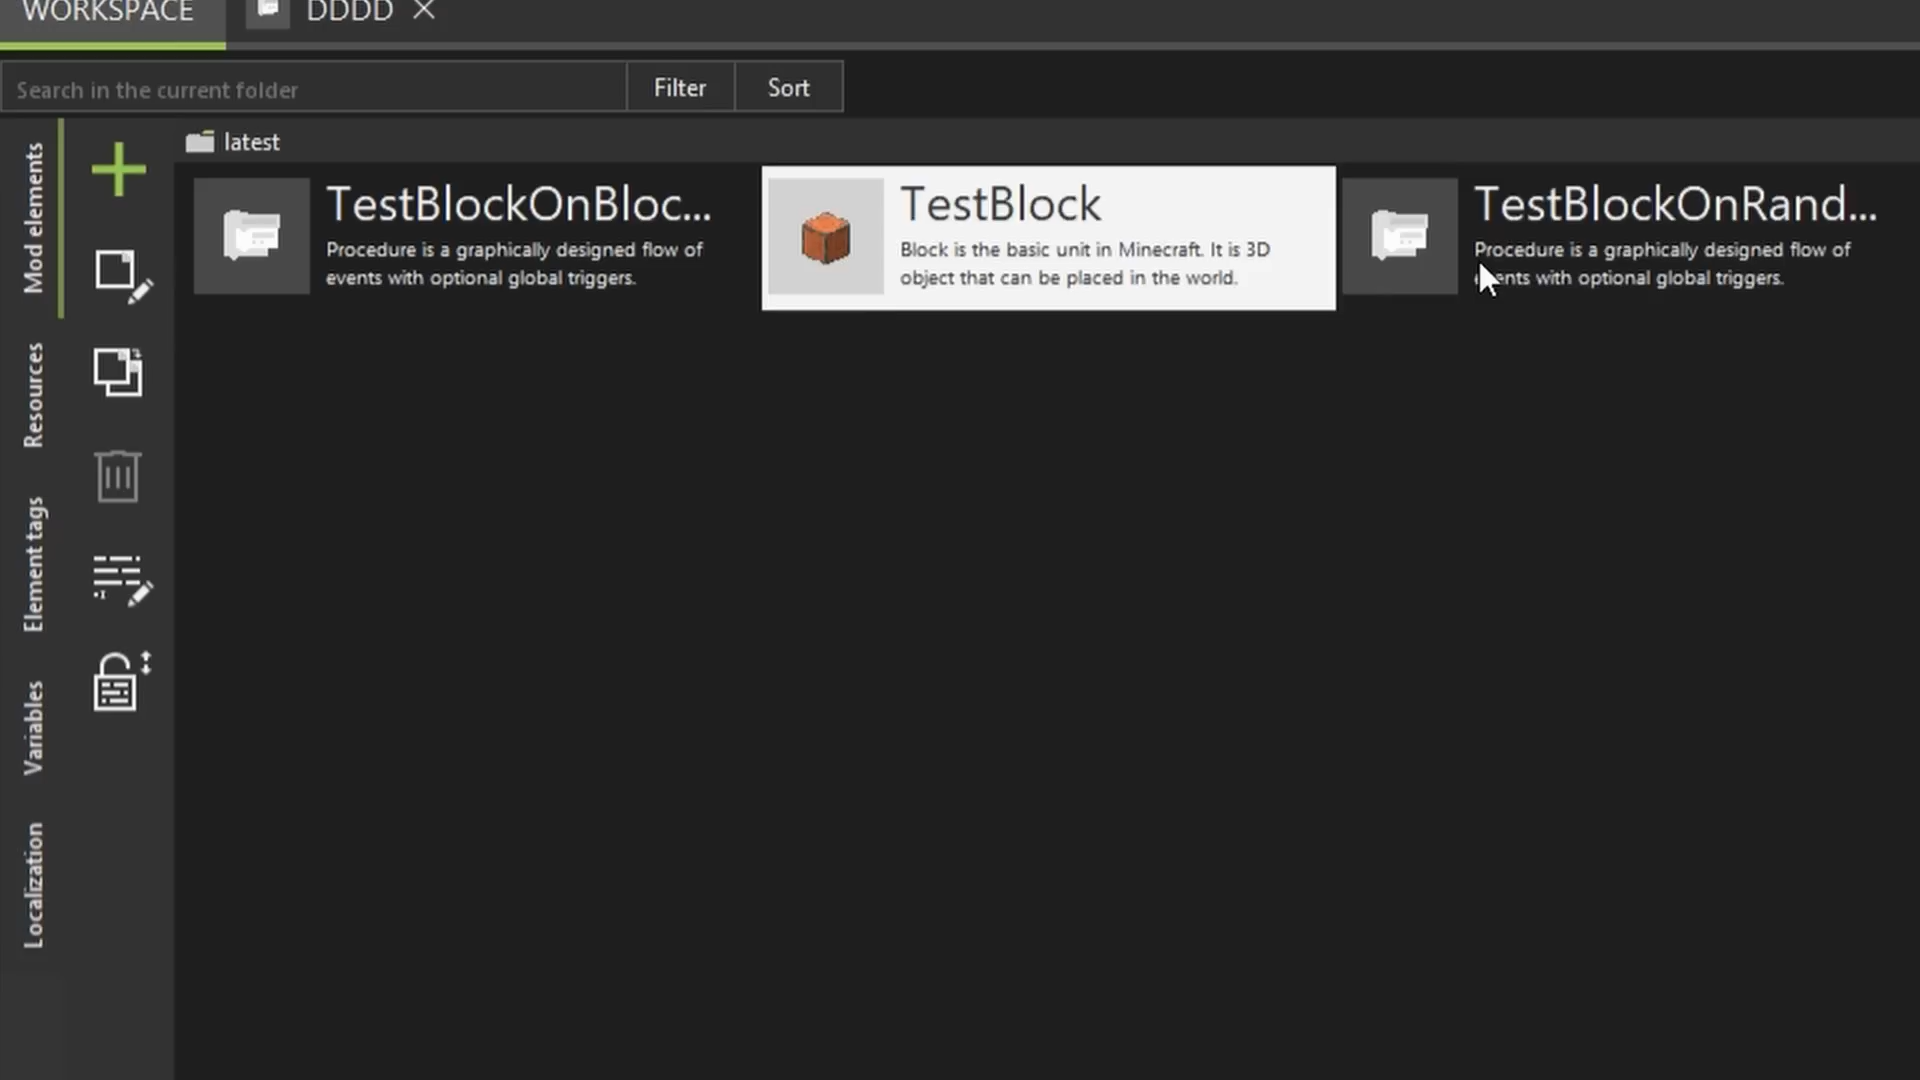 WORKSPACE
DDDD
Search in the current folder
Filter
Sort
latest
Mod elements
Resources
Element tags
Variables
Localization
TestBlockOnBloc...
Procedure is a graphically designed flow of
events with optional global triggers.
TestBlock
Block is the basic unit in Minecraft. It is 3D
object that can be placed in the world.
TestBlockOnRand...
Procedure is a graphically designed flow of
events with optional global triggers.